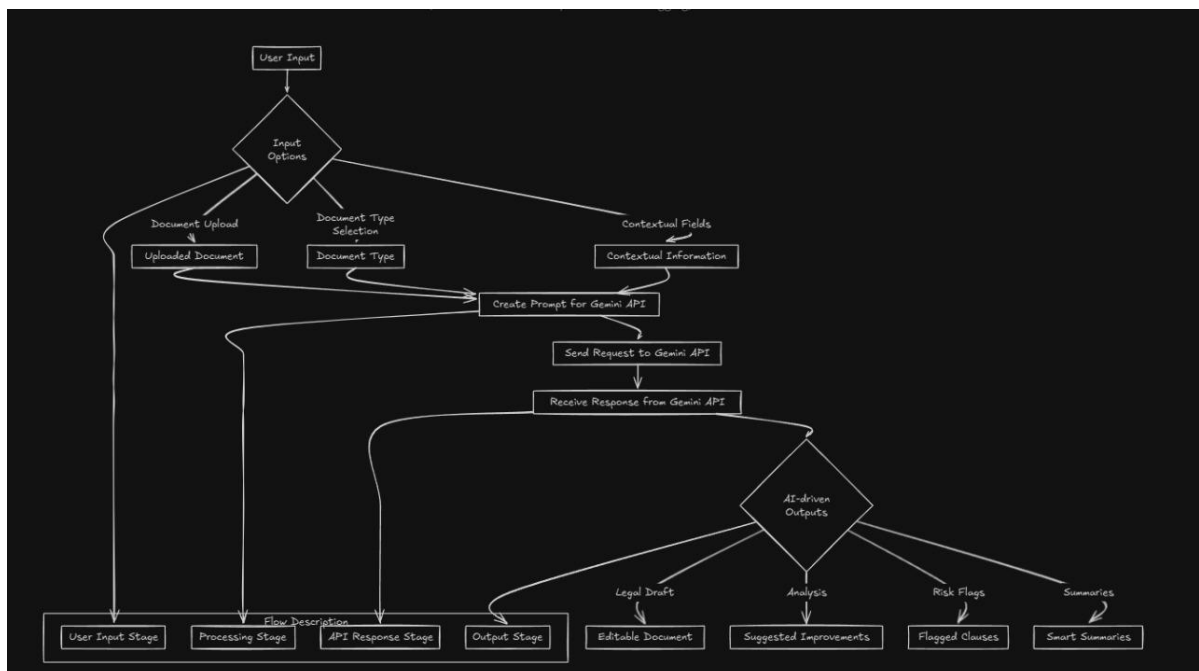 User Input
Input
Options
Document Upload
Document Type
Selection
Contextual Fields
Uploaded Document
Document Type
Contextual Information
Create Prompt for Gemini API
Send Request to Gemini API
Receive Response from Gemini API
AI-driven
Outputs
Legal Draft
Analysis
Risk Flags
Summaries
Flow Description
User Input Stage
Processing Stage
API Response Stage
Output Stage
Editable Document
Suggested Improvements
Flagged Clauses
Smart Summaries